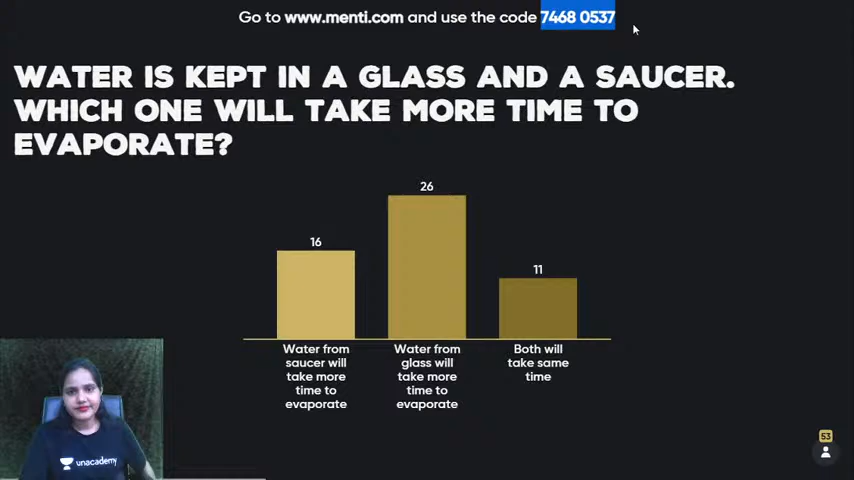 Go to www.menti.com and use the code 7468 0537
WATER IS KEPT IN A GLASS AND A SAUCER.
WHICH ONE WILL TAKE MORE TIME TO
EVAPORATE?
16
26
11
Water from
saucer will
take more
time to
evaporate
Water from
glass will
take more
time to
evaporate
Both will
take same
time
unacademy
53